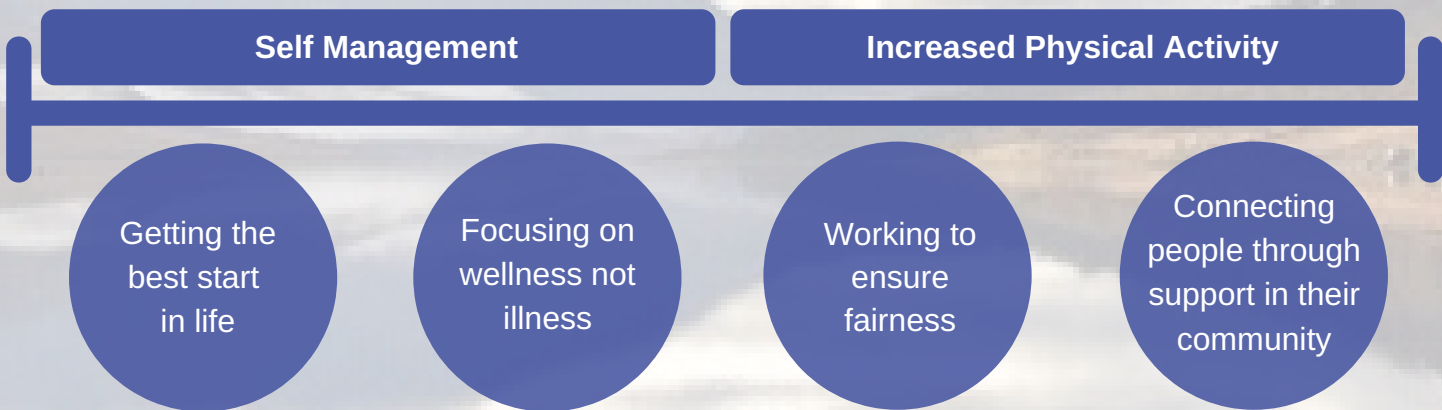 Self Management
Increased Physical Activity
Getting the
best start
in life
Focusing on
wellness not
illness
Working to
ensure
fairness
Connecting
people through
support in their
community